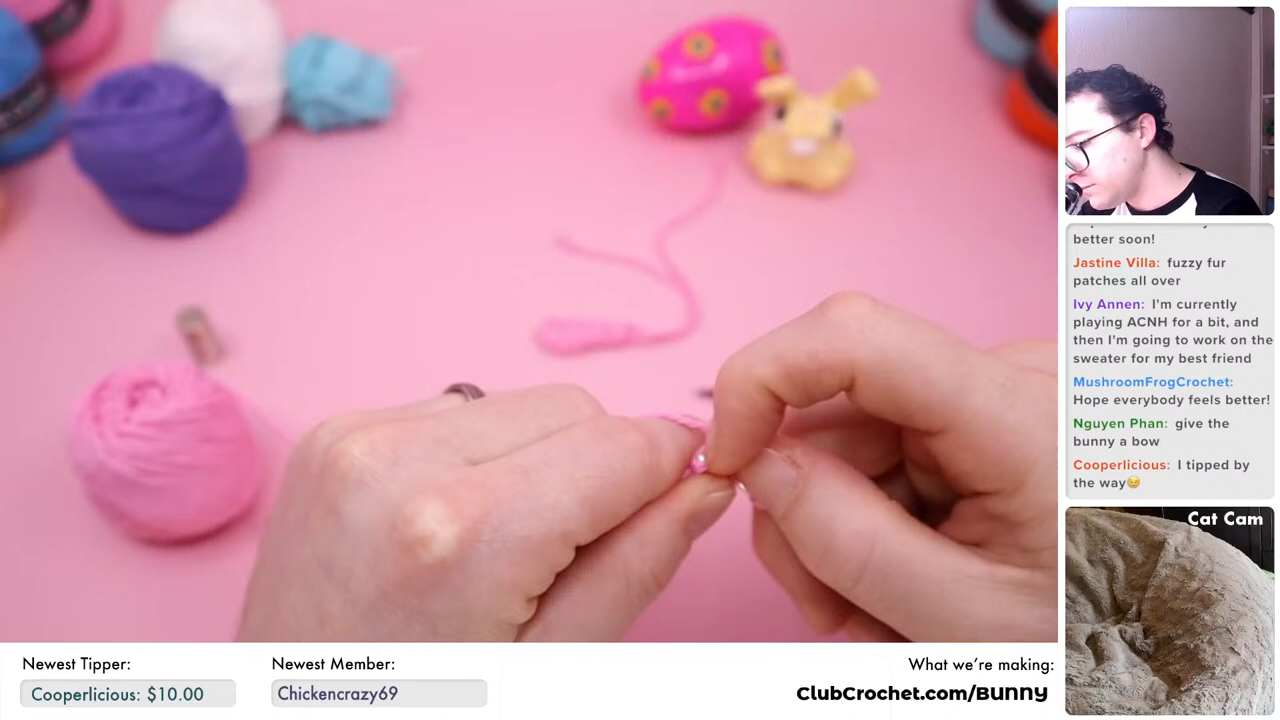 better soon!
Jastine Villa: fuzzy fur
patches all over
Ivy Annen: I'm currently
playing ACNH for a bit, and
then I'm going to work on the
sweater for my best friend
MushroomFrogCrochet:
Hope everybody feels better!
Nguyen Phan: give the
bunny a bow
Cooperlicious: I tipped by
the way😉
Cat Cam
Newest Tipper:
Cooperlicious: $10.00
Newest Member:
Chickencrazy69
What we're making:
ClubCrochet.com/BUNNY